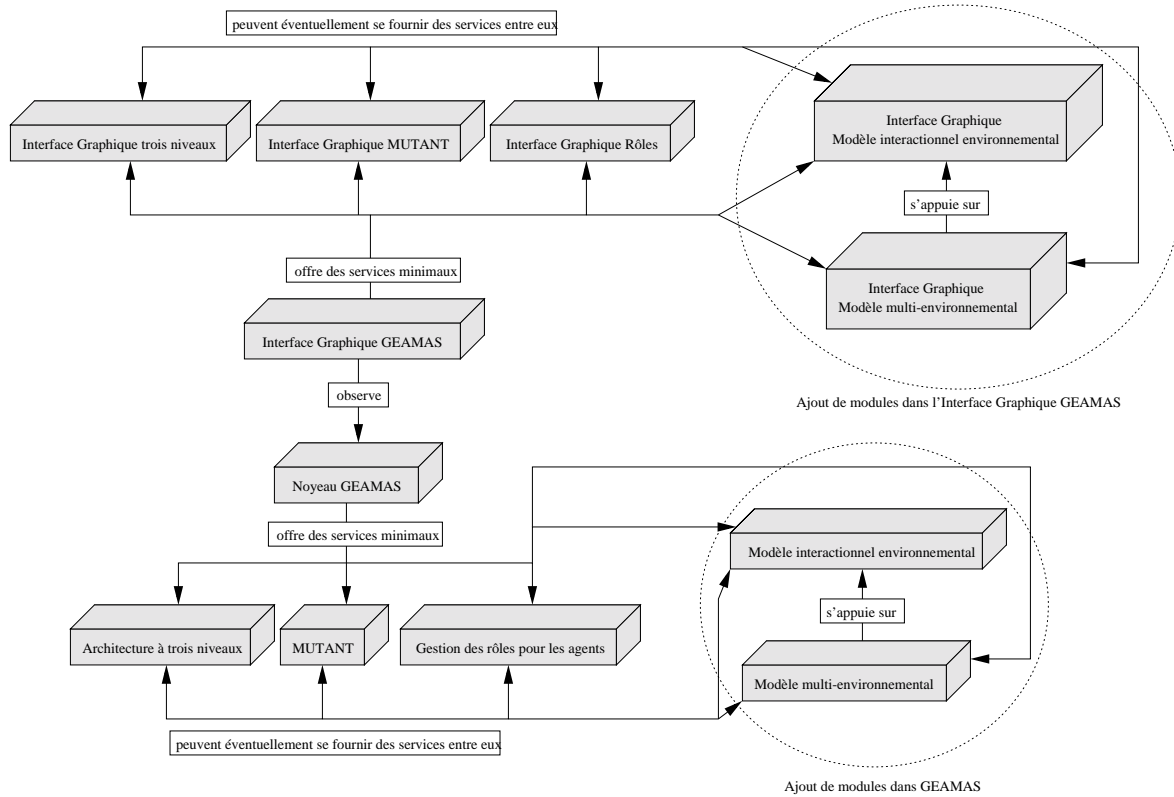 peuvent éventuellement se fournir des services entre eux
Interface Graphique trois niveaux
Interface Graphique MUTANT
Interface Graphique Rôles
Interface Graphique
Modèle interactionnel environnemental
s'appuie sur
Interface Graphique
Modèle multi-environnemental
offre des services minimaux
Interface Graphique GEAMAS
observe
Ajout de modules dans l'Interface Graphique GEAMAS
Noyeau GEAMAS
offre des services minimaux
Modèle interactionnel environnemental
s'appuie sur
Architecture à trois niveaux
MUTANT
Gestion des rôles pour les agents
Modèle multi-environnemental
peuvent éventuellement se fournir des services entre eux
Ajout de modules dans GEAMAS